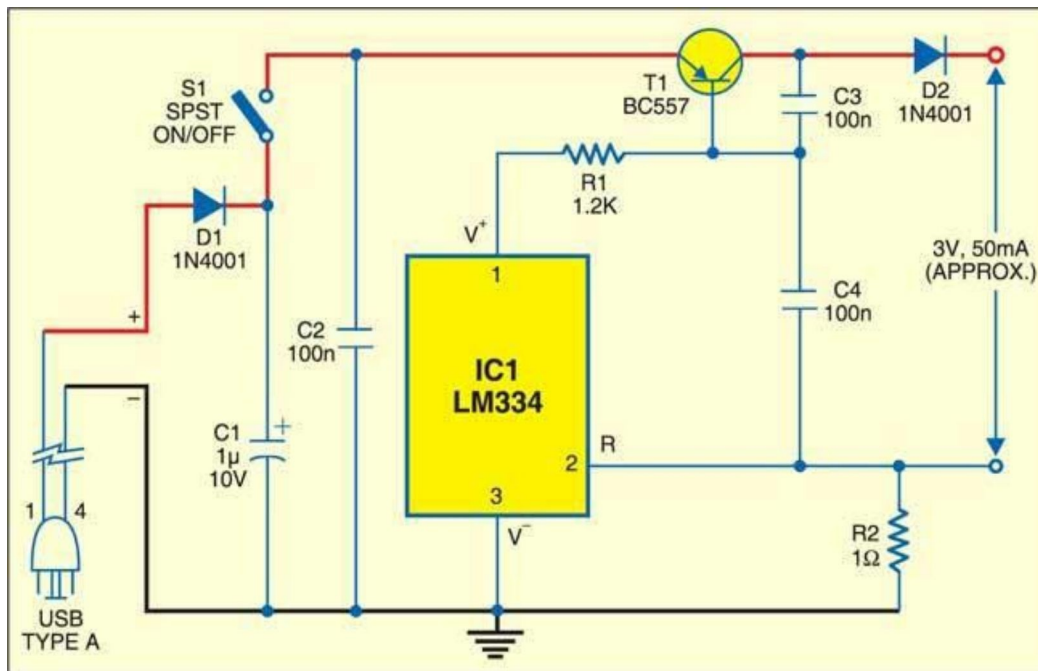 S1
SPST
ON/OFF
D1
1N4001
+
–
C1
1µ
10V
+
1
4
USB
TYPE A
C2
100n
T1
BC557
R1
1.2K
V+
1
IC1
LM334
2
R
3
V–
C3
100n
C4
100n
D2
1N4001
3V, 50mA
(APPROX.)
R2
1Ω